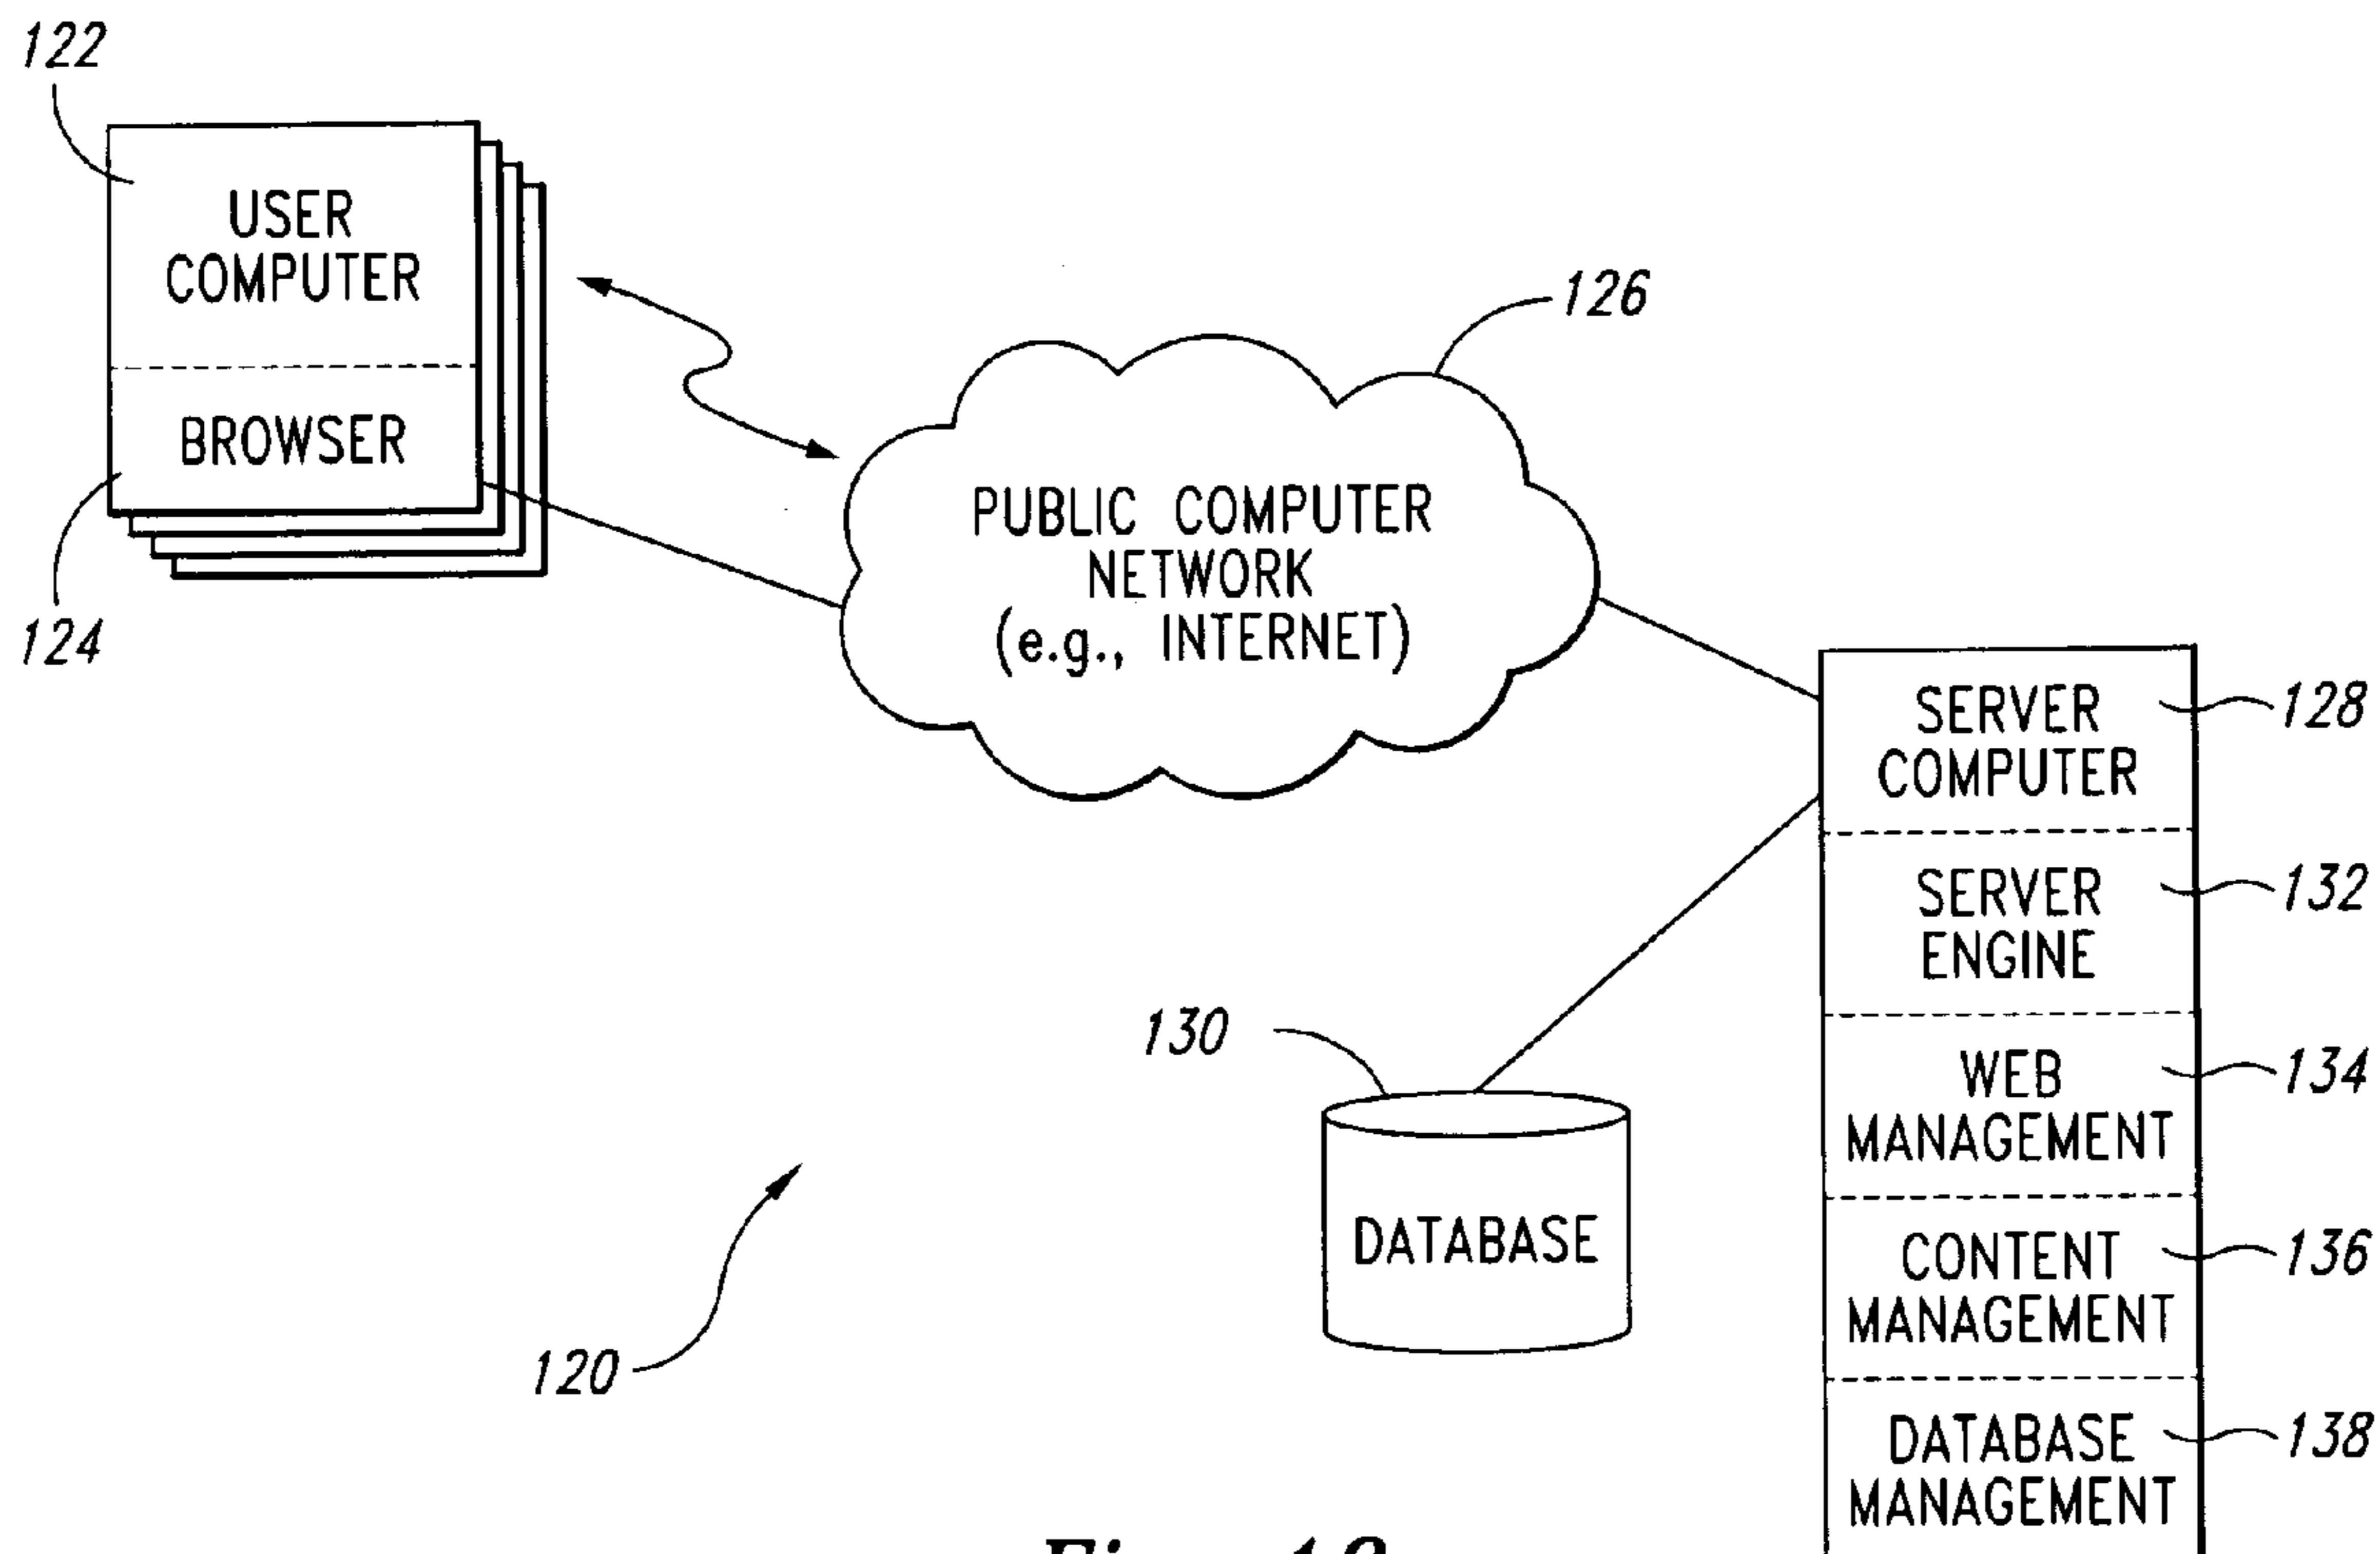 122
USER
COMPUTER
BROWSER
124
126
PUBLIC COMPUTER
NETWORK
(e.g., INTERNET)
SERVER
COMPUTER
128
SERVER
ENGINE
132
WEB
MANAGEMENT
134
CONTENT
MANAGEMENT
136
DATABASE
MANAGEMENT
138
130
DATABASE
120